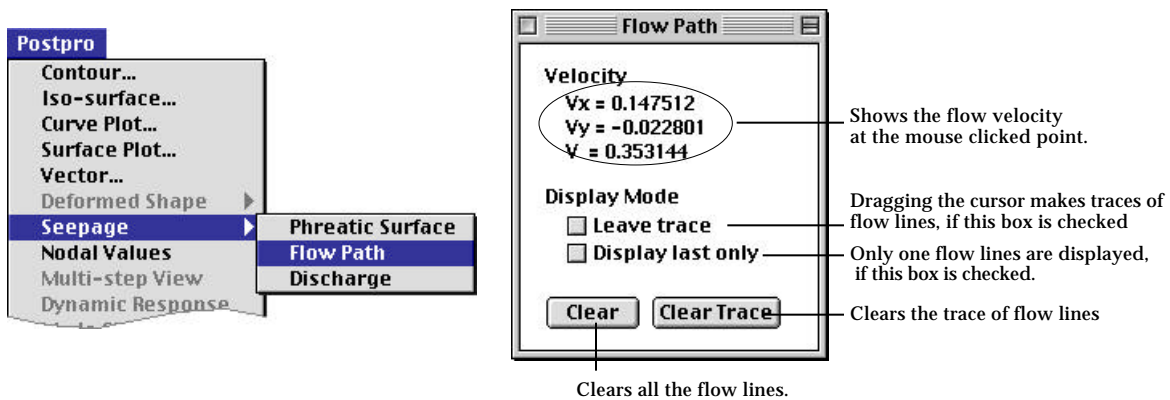 Postpro
Contour...
Iso-surface...
Curve Plot...
Surface Plot...
Vector...
Deformed Shape
Seepage
Nodal Values
Multi-step View
Dynamic Response
Phreatic Surface
Flow Path
Discharge
Flow Path
Velocity
Vx = 0.147512
Vy = -0.022801
V = 0.353144
Display Mode
Leave trace
Display last only
Clear
Clear Trace
Shows the flow velocity
at the mouse clicked point.
Dragging the cursor makes traces of
flow lines, if this box is checked
Only one flow lines are displayed,
if this box is checked.
Clears the trace of flow lines
Clears all the flow lines.